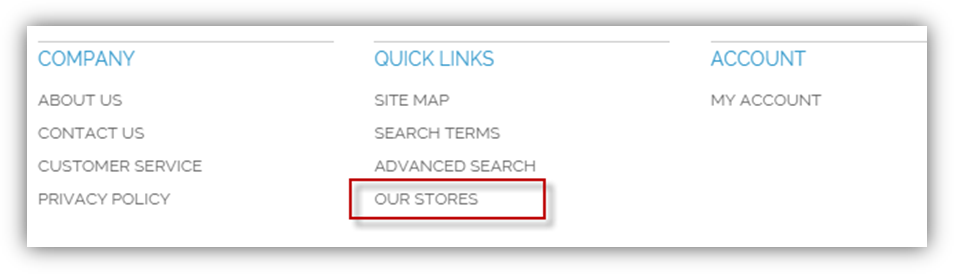 COMPANY
ABOUT US
CONTACT US
CUSTOMER SERVICE
PRIVACY POLICY
QUICK LINKS
SITE MAP
SEARCH TERMS
ADVANCED SEARCH
OUR STORES
ACCOUNT
MY ACCOUNT